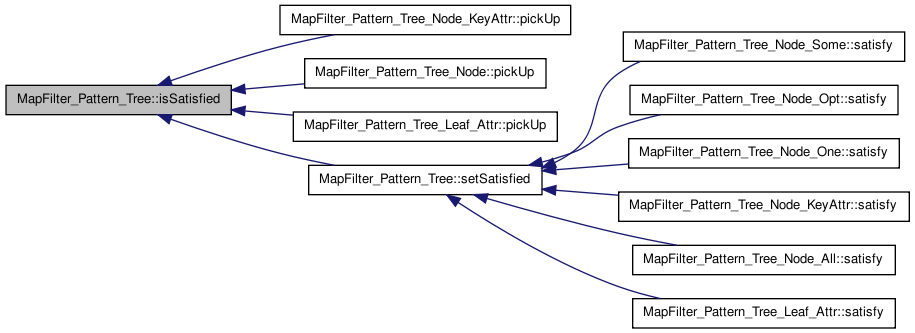 MapFilter_Pattern_Tree::isSatisfied
MapFilter_Pattern_Tree_Node_KeyAttr::pickUp
MapFilter_Pattern_Tree_Node::pickUp
MapFilter_Pattern_Tree_Leaf_Attr::pickUp
MapFilter_Pattern_Tree::setSatisfied
MapFilter_Pattern_Tree_Node_Some::satisfy
MapFilter_Pattern_Tree_Node_Opt::satisfy
MapFilter_Pattern_Tree_Node_One::satisfy
MapFilter_Pattern_Tree_Node_KeyAttr::satisfy
MapFilter_Pattern_Tree_Node_All::satisfy
MapFilter_Pattern_Tree_Leaf_Attr::satisfy